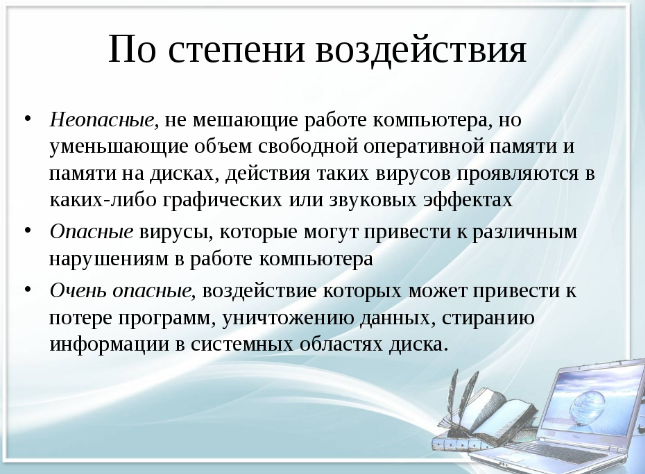 По степени воздействия
• Неопасные, не мешающие работе компьютера, но
уменьшающие объем свободной оперативной памяти и
памяти на дисках, действия таких вирусов проявляются в
каких-либо графических или звуковых эффектах
• Опасные вирусы, которые могут привести к различным
нарушениям в работе компьютера
• Очень опасные, воздействие которых может привести к
потере программ, уничтожению данных, стиранию
информации в системных областях диска.